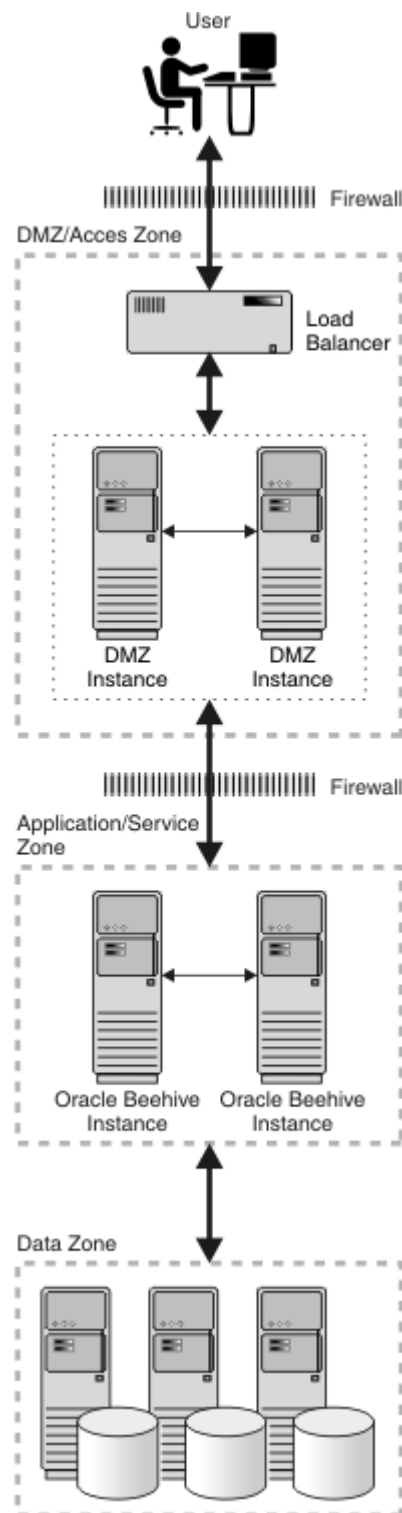 User
Firewall
DMZ/Acces Zone
Load
Balancer
DMZ
Instance
DMZ
Instance
Firewall
Application/Service
Zone
Oracle Beehive
Instance
Oracle Beehive
Instance
Data Zone